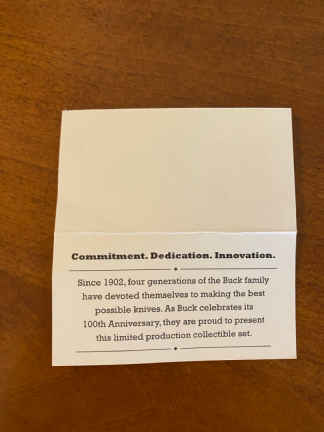 Commitment. Dedication. Innovation.
Since 1902, four generations of the Buck family
have devoted themselves to making the best
possible knives. As Buck celebrates its
100th Anniversary, they are proud to present
this limited production collectible set.